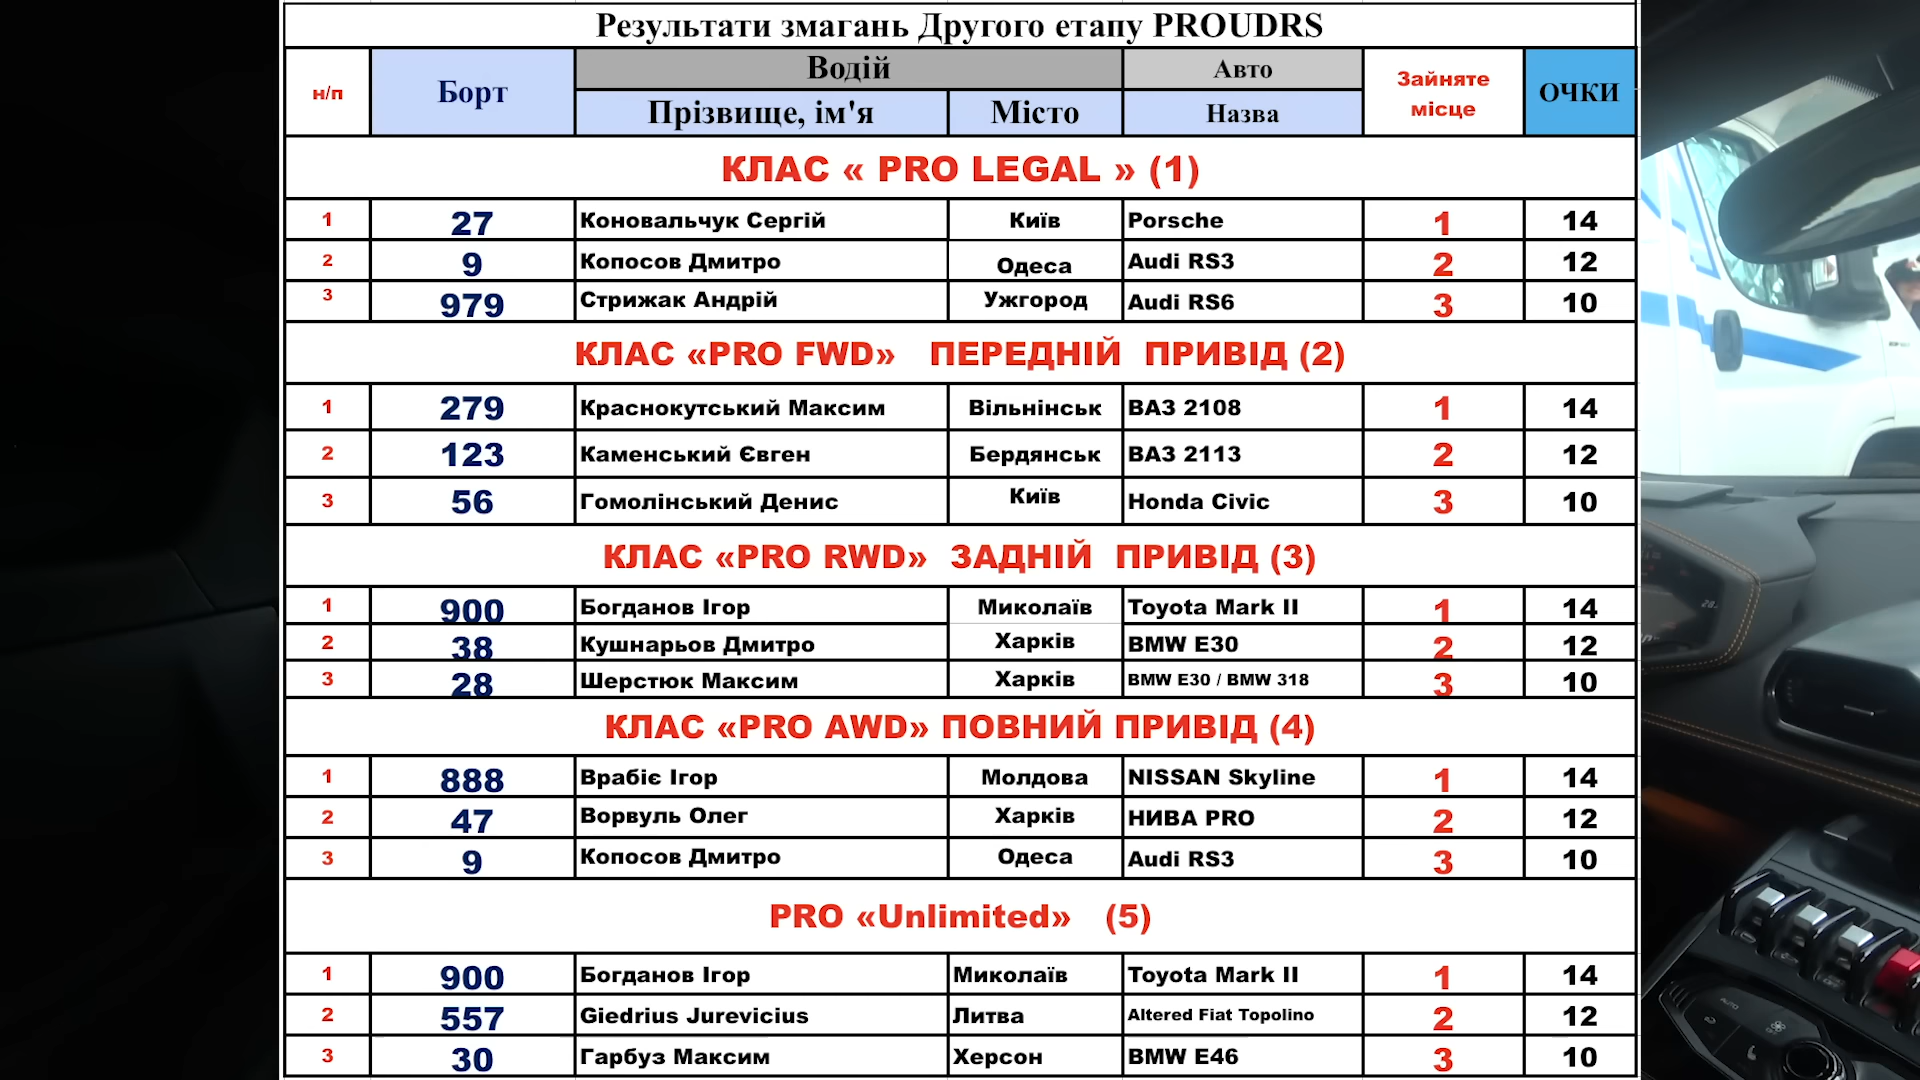 Результати змагань Другого етапу PROUDRS
н/п Борт Водій Авто Зайняте місце ОЧКИ
Прізвище, ім'я Місто Назва
КЛАС « PRO LEGAL » (1)
1 27 Коновальчук Сергій Київ Porsche 1 14
2 9 Копосов Дмитро Одеса Audi RS3 2 12
3 979 Стрижак Андрій Ужгород Audi RS6 3 10
КЛАС «PRO FWD» ПЕРЕДНІЙ ПРИВІД (2)
1 279 Краснокутський Максим Вільнінськ ВАЗ 2108 1 14
2 123 Каменський Євген Бердянськ ВАЗ 2113 2 12
3 56 Гомолінський Денис Київ Honda Civic 3 10
КЛАС «PRO RWD» ЗАДНІЙ ПРИВІД (3)
1 900 Богданов Ігор Миколаїв Toyota Mark II 1 14
2 38 Кушнарьов Дмитро Харків BMW E30 2 12
3 28 Шерстюк Максим Харків BMW E30 / BMW 318 3 10
КЛАС «PRO AWD» ПОВНИЙ ПРИВІД (4)
1 888 Врабіє Ігор Молдова NISSAN Skyline 1 14
2 47 Ворвуль Олег Харків НИВА PRO 2 12
3 9 Копосов Дмитро Одеса Audi RS3 3 10
PRO «Unlimited» (5)
1 900 Богданов Ігор Миколаїв Toyota Mark II 1 14
2 557 Giedrius Jurevicius Литва Altered Fiat Topolino 2 12
3 30 Гарбуз Максим Херсон BMW E46 3 10